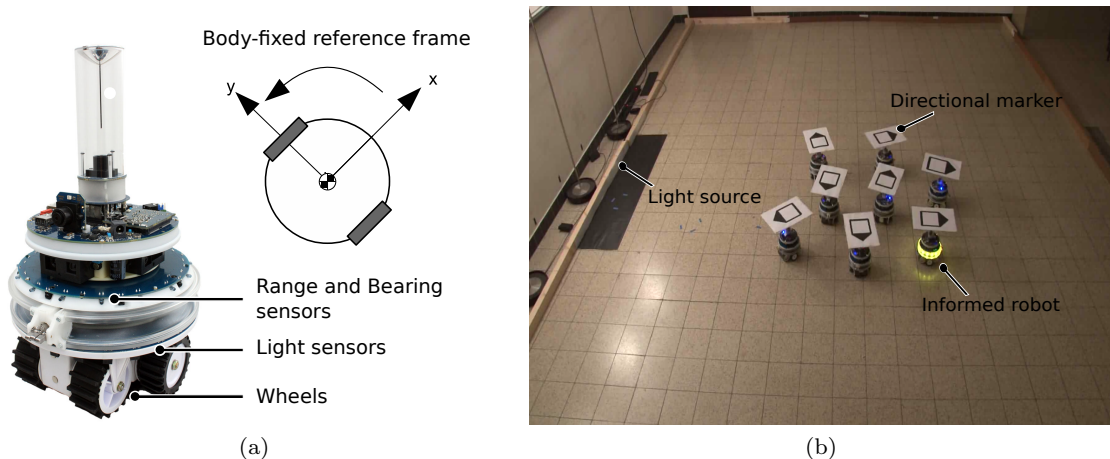 Body-fixed reference frame
y
x
Range and Bearing
sensors
Light sensors
Wheels
(a)
Directional marker
Light source
Informed robot
(b)